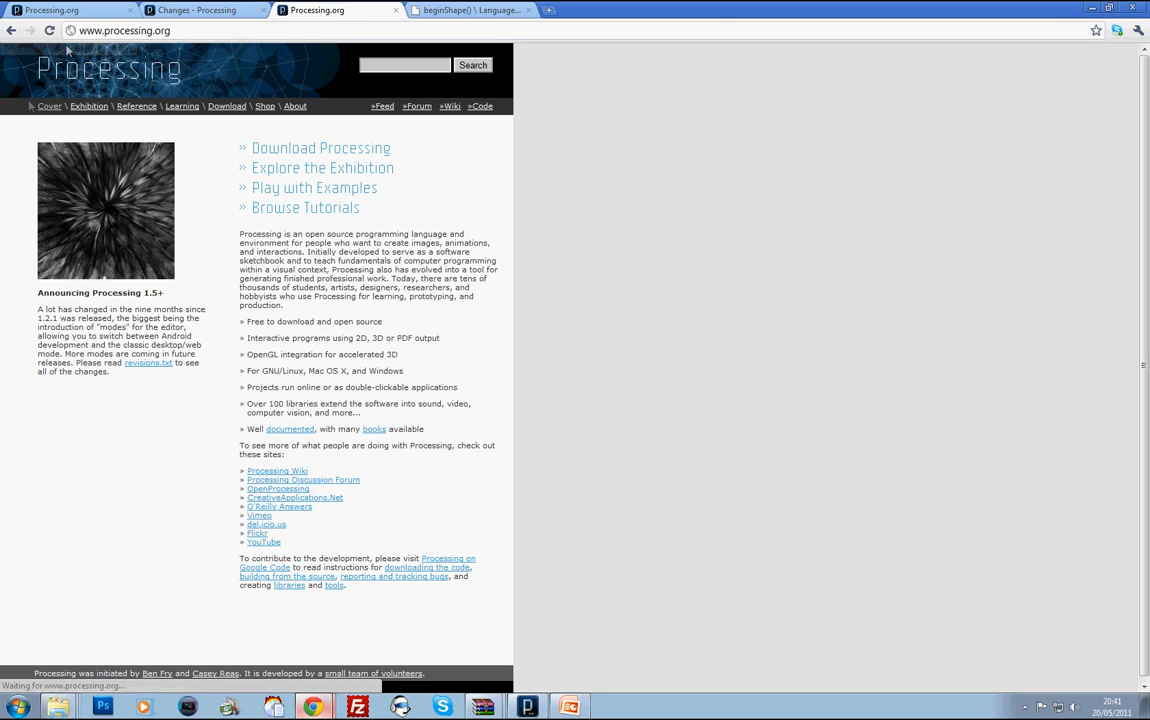 Processing.org
Changes - Processing
Processing.org
beginShape() \ Language...
www.processing.org
Processing
Search
Cover \ Exhibition \ Reference \ Learning \ Download \ Shop \ About
»Feed »Forum »Wiki »Code
» Download Processing
» Explore the Exhibition
» Play with Examples
» Browse Tutorials
Announcing Processing 1.5+
A lot has changed in the nine months since
1.2.1 was released, the biggest being the
introduction of "modes" for the editor,
allowing you to switch between Android
development and the classic desktop/web
mode. More modes are coming in future
releases. Please read revisions.txt to see
all of the changes.
Processing is an open source programming language and
environment for people who want to create images, animations,
and interactions. Initially developed to serve as a software
sketchbook and to teach fundamentals of computer programming
within a visual context, Processing also has evolved into a tool for
generating finished professional work. Today, there are tens of
thousands of students, artists, designers, researchers, and
hobbyists who use Processing for learning, prototyping, and
production.
» Free to download and open source
» Interactive programs using 2D, 3D or PDF output
» OpenGL integration for accelerated 3D
» For GNU/Linux, Mac OS X, and Windows
» Projects run online or as double-clickable applications
» Over 100 libraries extend the software into sound, video,
computer vision, and more...
» Well documented, with many books available
To see more of what people are doing with Processing, check out
these sites:
» Processing Wiki
» Processing Discussion Forum
» OpenProcessing
» CreativeApplications.Net
» O'Reilly Answers
» Vimeo
» del.icio.us
» Flickr
» YouTube
To contribute to the development, please visit Processing on
Google Code to read instructions for downloading the code,
building from the source, reporting and tracking bugs, and
creating libraries and tools.
Processing was initiated by Ben Fry and Casey Reas. It is developed by a small team of volunteers.
Waiting for www.processing.org...
Ps
Fz
P
20:41
20/05/2011